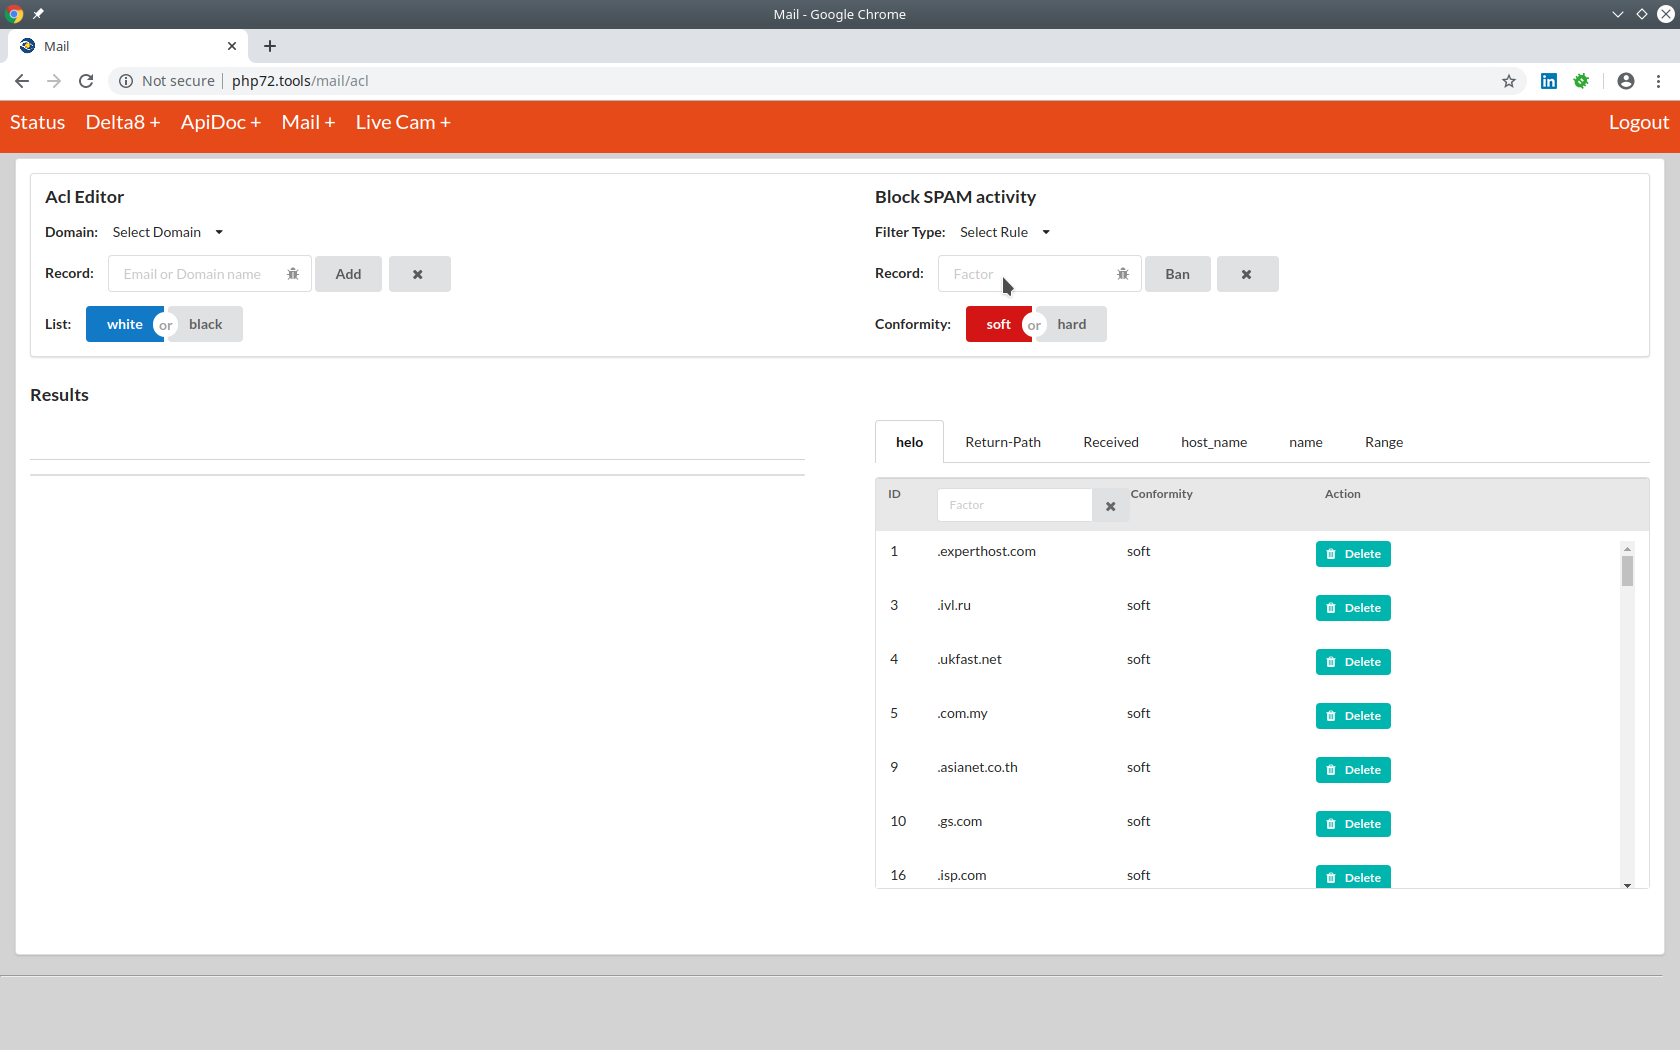 Mail - Google Chrome
Mail
Not secure php72.tools/mail/acl
Status Delta8 + ApiDoc + Mail + Live Cam + Logout
Acl Editor
Domain: Select Domain
Record: Email or Domain name Add
List: white or black
Block SPAM activity
Filter Type: Select Rule
Record: Factor Ban
Conformity: soft or hard
Results
helo Return-Path Received host_name name Range
ID Factor Conformity Action
1 .experthost.com soft Delete
3 .ivl.ru soft Delete
4 .ukfast.net soft Delete
5 .com.my soft Delete
9 .asianet.co.th soft Delete
10 .gs.com soft Delete
16 .isp.com soft Delete